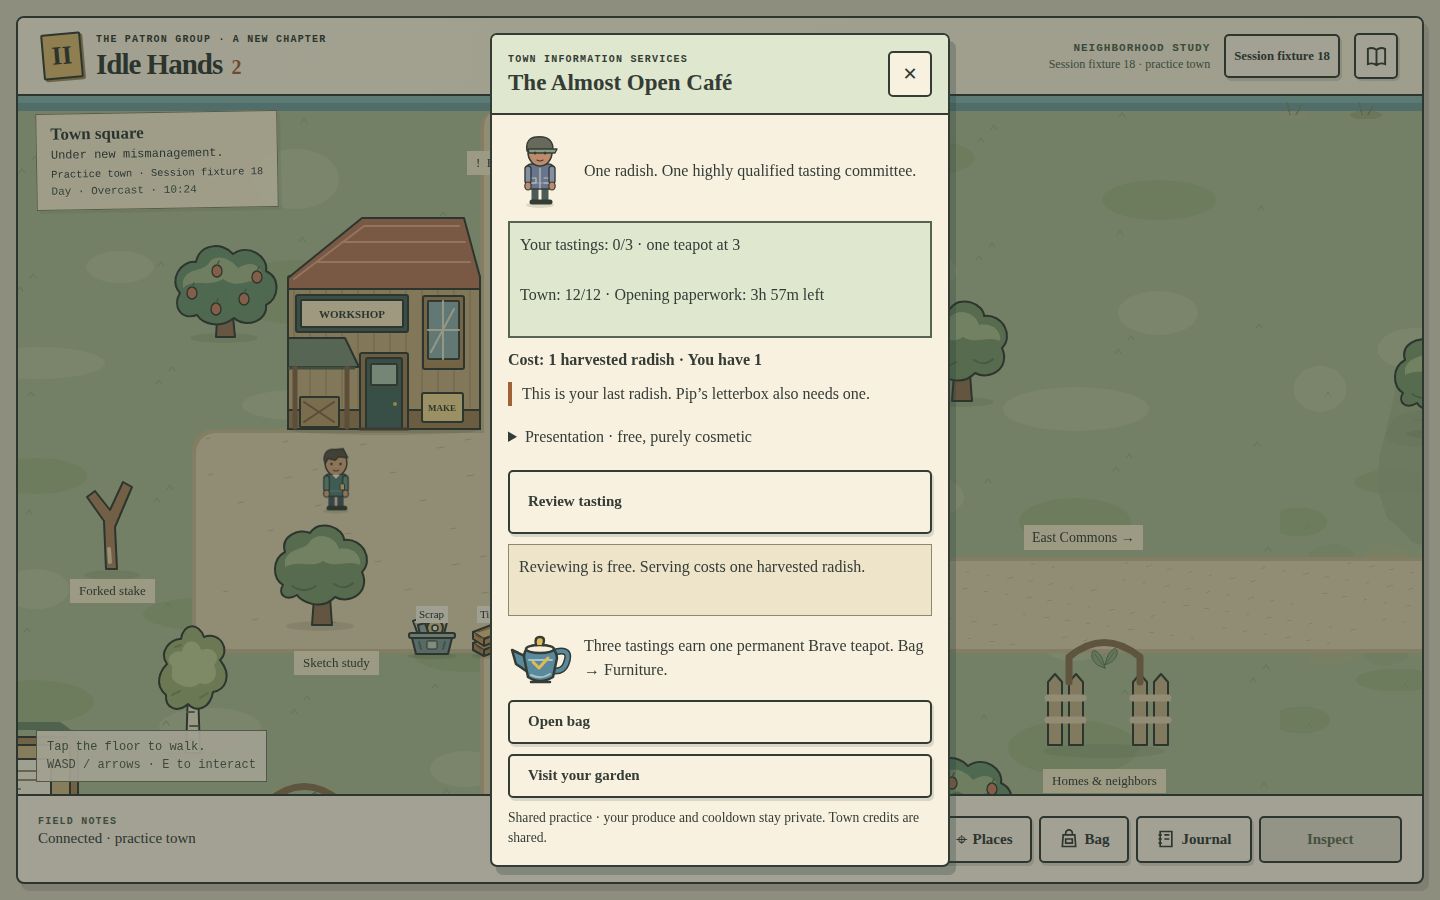 II
THE PATRON GROUP · A NEW CHAPTER
Idle Hands 2
NEIGHBORHOOD STUDY
Session fixture 18 · practice town
Session fixture 18
Town square
Under new mismanagement.
Practice town · Session fixture 18
Day · Overcast · 10:24
WORKSHOP
MAKE
Forked stake
Sketch study
Scrap
East Commons →
Homes & neighbors
Tap the floor to walk.
WASD / arrows · E to interact
TOWN INFORMATION SERVICES
The Almost Open Café
✕
One radish. One highly qualified tasting committee.
Your tastings: 0/3 · one teapot at 3
Town: 12/12 · Opening paperwork: 3h 57m left
Cost: 1 harvested radish · You have 1
This is your last radish. Pip’s letterbox also needs one.
Presentation · free, purely cosmetic
Review tasting
Reviewing is free. Serving costs one harvested radish.
Three tastings earn one permanent Brave teapot. Bag
→ Furniture.
Open bag
Visit your garden
Shared practice · your produce and cooldown stay private. Town credits are
shared.
FIELD NOTES
Connected · practice town
Places
Bag
Journal
Inspect